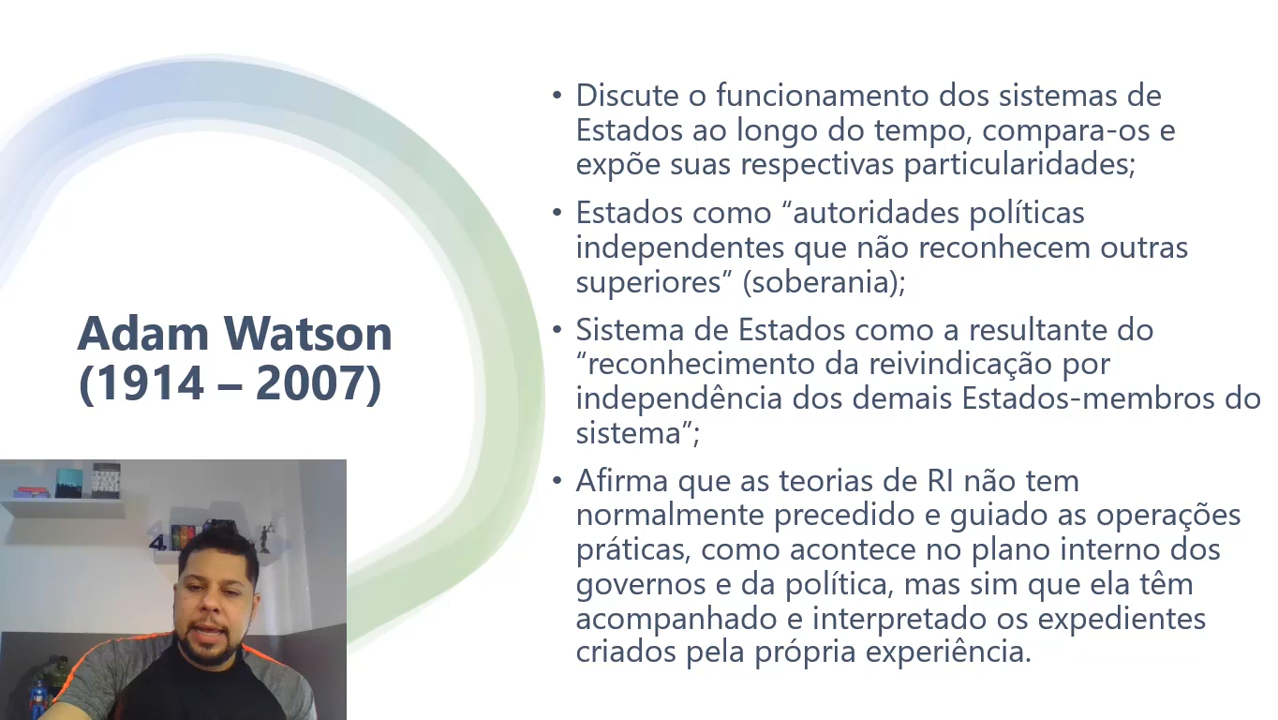 Adam Watson
(1914 – 2007)
• Discute o funcionamento dos sistemas de
Estados ao longo do tempo, compara-os e
expõe suas respectivas particularidades;
• Estados como “autoridades políticas
independentes que não reconhecem outras
superiores” (soberania);
• Sistema de Estados como a resultante do
“reconhecimento da reivindicação por
independência dos demais Estados-membros do
sistema”;
• Afirma que as teorias de RI não tem
normalmente precedido e guiado as operações
práticas, como acontece no plano interno dos
governos e da política, mas sim que ela têm
acompanhado e interpretado os expedientes
criados pela própria experiência.